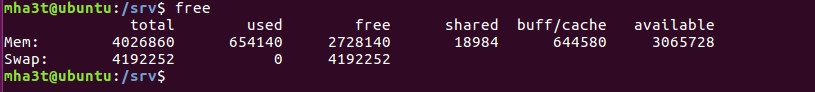 mha3t@ubuntu:/srv$ free
              total        used        free      shared  buff/cache   available
Mem:        4026860      654140     2728140       18984      644580     3065728
Swap:       4192252           0     4192252
mha3t@ubuntu:/srv$